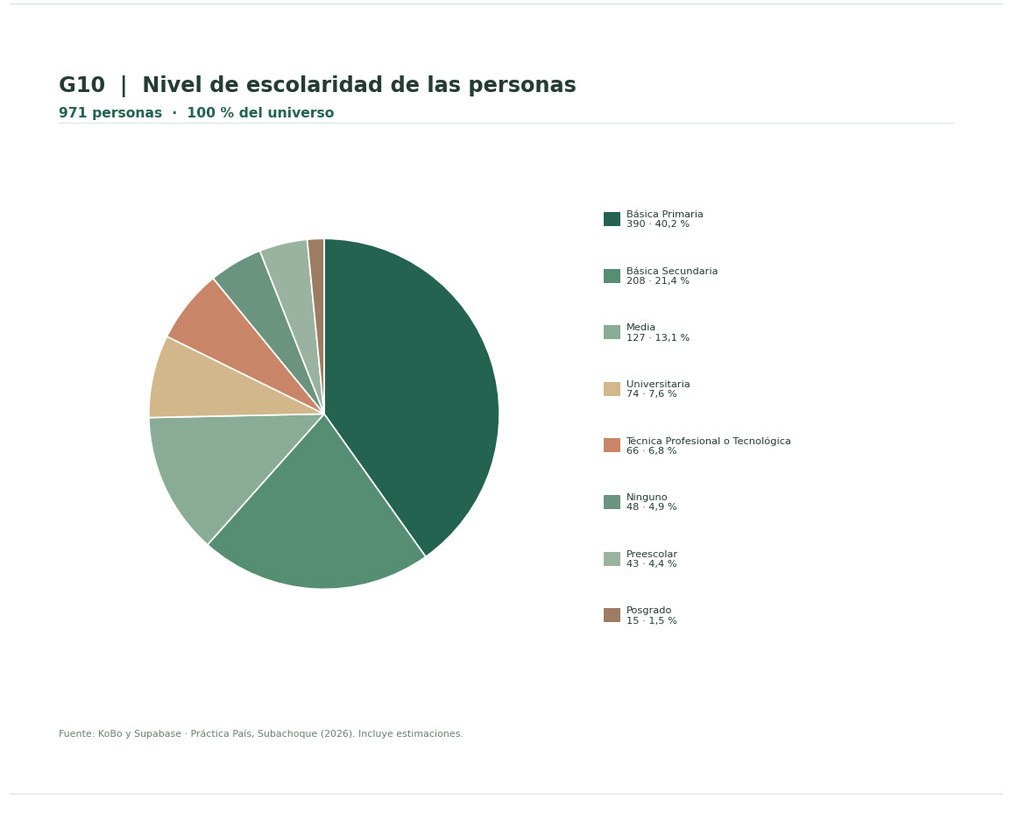 G10 | Nivel de escolaridad de las personas
971 personas · 100 % del universo
Básica Primaria
390 · 40,2 %
Básica Secundaria
208 · 21,4 %
Media
127 · 13,1 %
Universitaria
74 · 7,6 %
Técnica Profesional o Tecnológica
66 · 6,8 %
Ninguno
48 · 4,9 %
Preescolar
43 · 4,4 %
Posgrado
15 · 1,5 %
Fuente: KoBo y Supabase · Práctica País, Subachoque (2026). Incluye estimaciones.